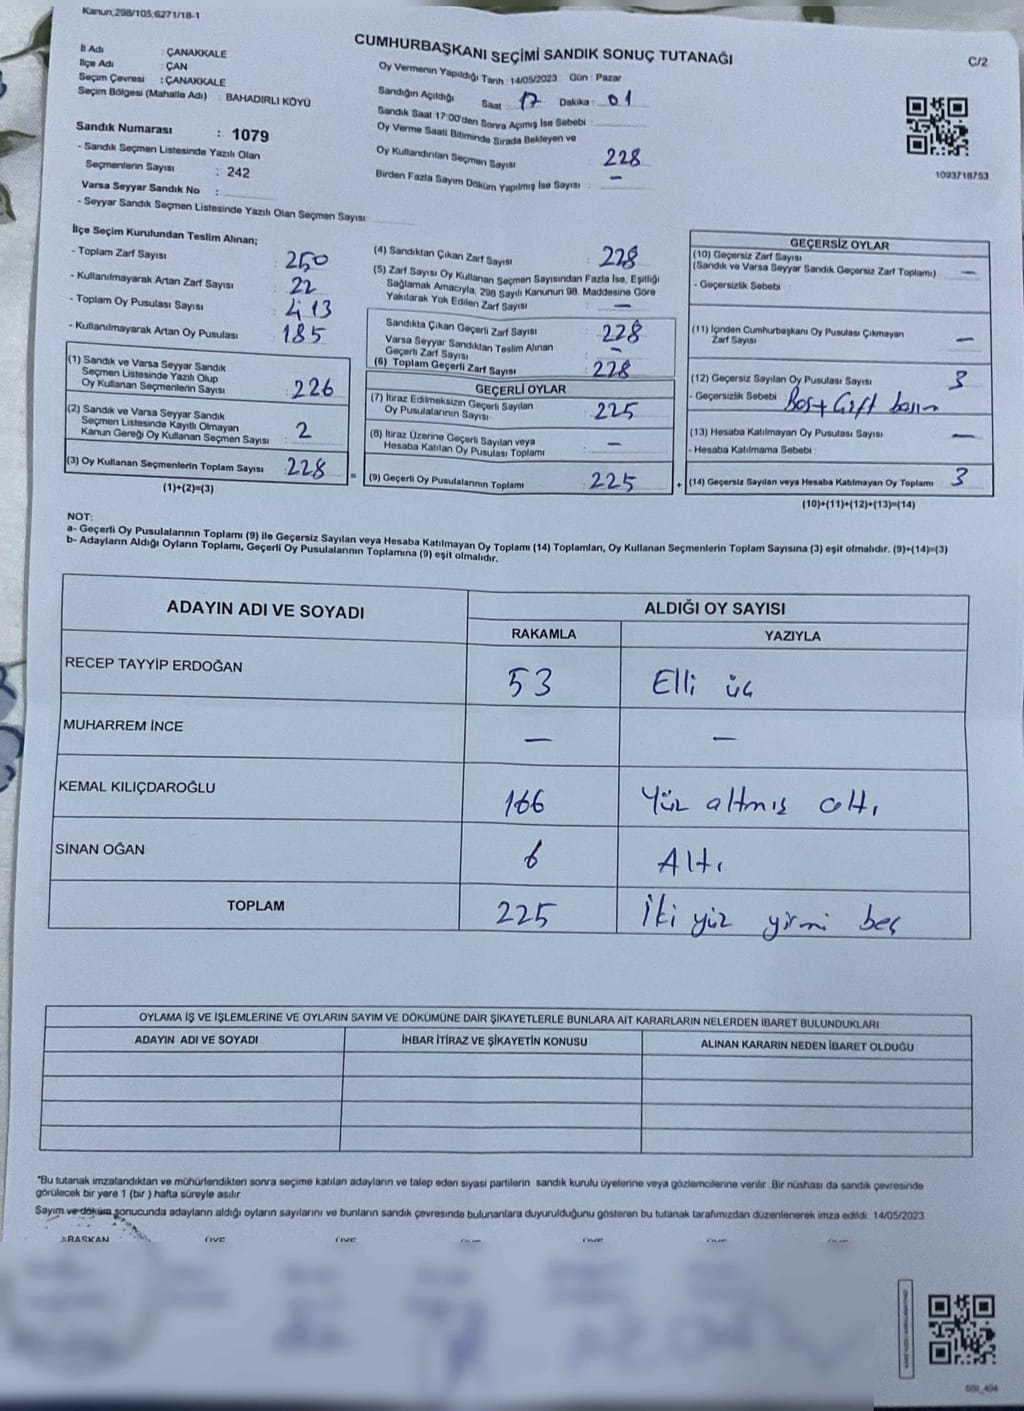 Kanun;298/105;6271/18-1
CUMHURBAŞKANI SEÇİMİ SANDIK SONUÇ TUTANAĞI
C/2
İl Adı : ÇANAKKALE
İlçe Adı : ÇAN
Seçim Çevresi : ÇANAKKALE
Seçim Bölgesi (Mahalle Adı) : BAHADIRLI KÖYÜ
Sandık Numarası : 1079
- Sandık Seçmen Listesinde Yazılı Olan
Seçmenlerin Sayısı : 242
Varsa Seyyar Sandık No :
- Seyyar Sandık Seçmen Listesinde Yazılı Olan Seçmen Sayısı:
Oy Vermenin Yapıldığı Tarih :14/05/2023 Gün : Pazar
Sandığın Açıldığı Saat : 17 Dakika : 01
Sandık Saat 17:00'den Sonra Açımış İse Sebebi :
Oy Verme Saati Bitiminde Sırada Bekleyen ve
Oy Kullandırılan Seçmen Sayısı : 228
Birden Fazla Sayım Döküm Yapılmış İse Sayısı : —
1093718753
İlçe Seçim Kurulundan Teslim Alınan;
- Toplam Zarf Sayısı : 250
- Kullanılmayarak Artan Zarf Sayısı : 22
- Toplam Oy Pusulası Sayısı : 413
- Kullanılmayarak Artan Oy Pusulası : 185
(1) Sandık ve Varsa Seyyar Sandık
Seçmen Listesinde Yazılı Olup
Oy Kullanan Seçmenlerin Sayısı : 226
(2) Sandık ve Varsa Seyyar Sandık
Seçmen Listesinde Kayıtlı Olmayan
Kanun Gereği Oy Kullanan Seçmen Sayısı : 2
(3) Oy Kullanan Seçmenlerin Toplam Sayısı : 228
(1)+(2)=(3)
(4) Sandıktan Çıkan Zarf Sayısı : 228
(5) Zarf Sayısı Oy Kullanan Seçmen Sayısından Fazla İse, Eşitliği
Sağlamak Amacıyla, 298 Sayılı Kanunun 98. Maddesine Göre
Yakılarak Yok Edilen Zarf Sayısı : —
Sandıkta Çıkan Geçerli Zarf Sayısı : 228
Varsa Seyyar Sandıktan Teslim Alınan
Geçerli Zarf Sayısı : —
(6) Toplam Geçerli Zarf Sayısı : 228
GEÇERLİ OYLAR
(7) İtiraz Edilmeksizin Geçerli Sayılan
Oy Pusulalarının Sayısı : 225
(8) İtiraz Üzerine Geçerli Sayılan veya
Hesaba Katılan Oy Pusulası Toplamı : —
= (9) Geçerli Oy Pusulalarının Toplamı : 225
GEÇERSİZ OYLAR
(10) Geçersiz Zarf Sayısı
(Sandık ve Varsa Seyyar Sandık Geçersiz Zarf Toplamı) —
- Geçersizlik Sebebi :
(11) İçinden Cumhurbaşkanı Oy Pusulası Çıkmayan
Zarf Sayısı —
(12) Geçersiz Sayılan Oy Pusulası Sayısı 3
- Geçersizlik Sebebi : Boş + Çift basım
(13) Hesaba Katılmayan Oy Pusulası Sayısı —
- Hesaba Katılmama Sebebi :
+ (14) Geçersiz Sayılan veya Hesaba Katılmayan Oy Toplamı 3
(10)+(11)+(12)+(13)=(14)
NOT:
a- Geçerli Oy Pusulalarının Toplamı (9) ile Geçersiz Sayılan veya Hesaba Katılmayan Oy Toplamı (14) Toplamları, Oy Kullanan Seçmenlerin Toplam Sayısına (3) eşit olmalıdır. (9)+(14)=(3)
b- Adayların Aldığı Oyların Toplamı, Geçerli Oy Pusulalarının Toplamına (9) eşit olmalıdır.
ADAYIN ADI VE SOYADI ALDIĞI OY SAYISI
RAKAMLA YAZIYLA
RECEP TAYYİP ERDOĞAN 53 Elli üç
MUHARREM İNCE — —
KEMAL KILIÇDAROĞLU 166 Yüz altmış altı
SİNAN OĞAN 6 Altı
TOPLAM 225 İki yüz yirmi beş
OYLAMA İŞ VE İŞLEMLERİNE VE OYLARIN SAYIM VE DÖKÜMÜNE DAİR ŞİKAYETLERLE BUNLARA AİT KARARLARIN NELERDEN İBARET BULUNDUKLARI
ADAYIN ADI VE SOYADI İHBAR İTİRAZ VE ŞİKAYETİN KONUSU ALINAN KARARIN NEDEN İBARET OLDUĞU
"Bu tutanak imzalandıktan ve mühürlendikten sonra seçime katılan adayların ve talep eden siyasi partilerin sandık kurulu üyelerine veya gözlemcilerine verilir. Bir nüshası da sandık çevresinde
görülecek bir yere 1 (bir ) hafta süreyle asılır.
Sayım ve döküm sonucunda adayların aldığı oyların sayılarını ve bunların sandık çevresinde bulunanlara duyurulduğunu gösteren bu tutanak tarafımızdan düzenlenerek imza edildi. 14/05/2023
BAŞKAN ÜYE ÜYE ÜYE ÜYE